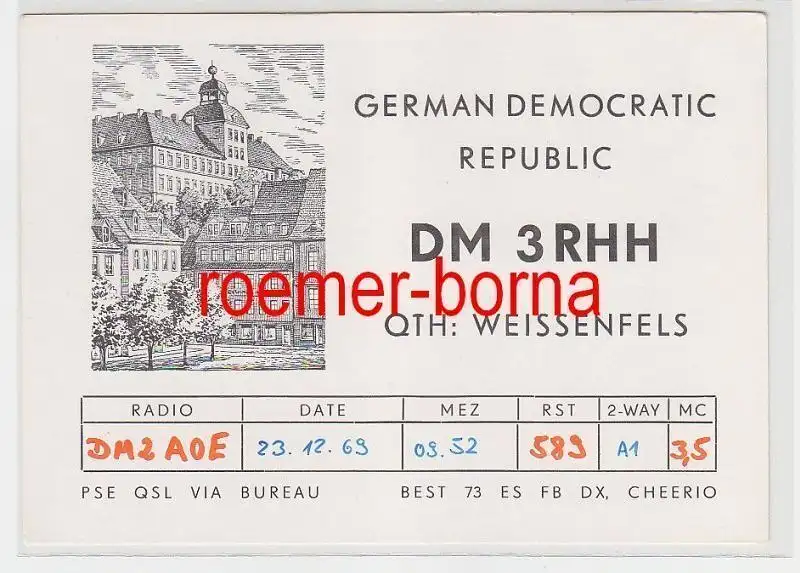 GERMAN DEMOCRATIC
REPUBLIC
DM 3RHH
roemer-borna
QTH: WEISSENFELS
RADIO DATE MEZ RST 2-WAY MC
DM2AOE 23.12.69 09.52 589 A1 3,5
PSE QSL VIA BUREAU BEST 73 ES FB DX, CHEERIO